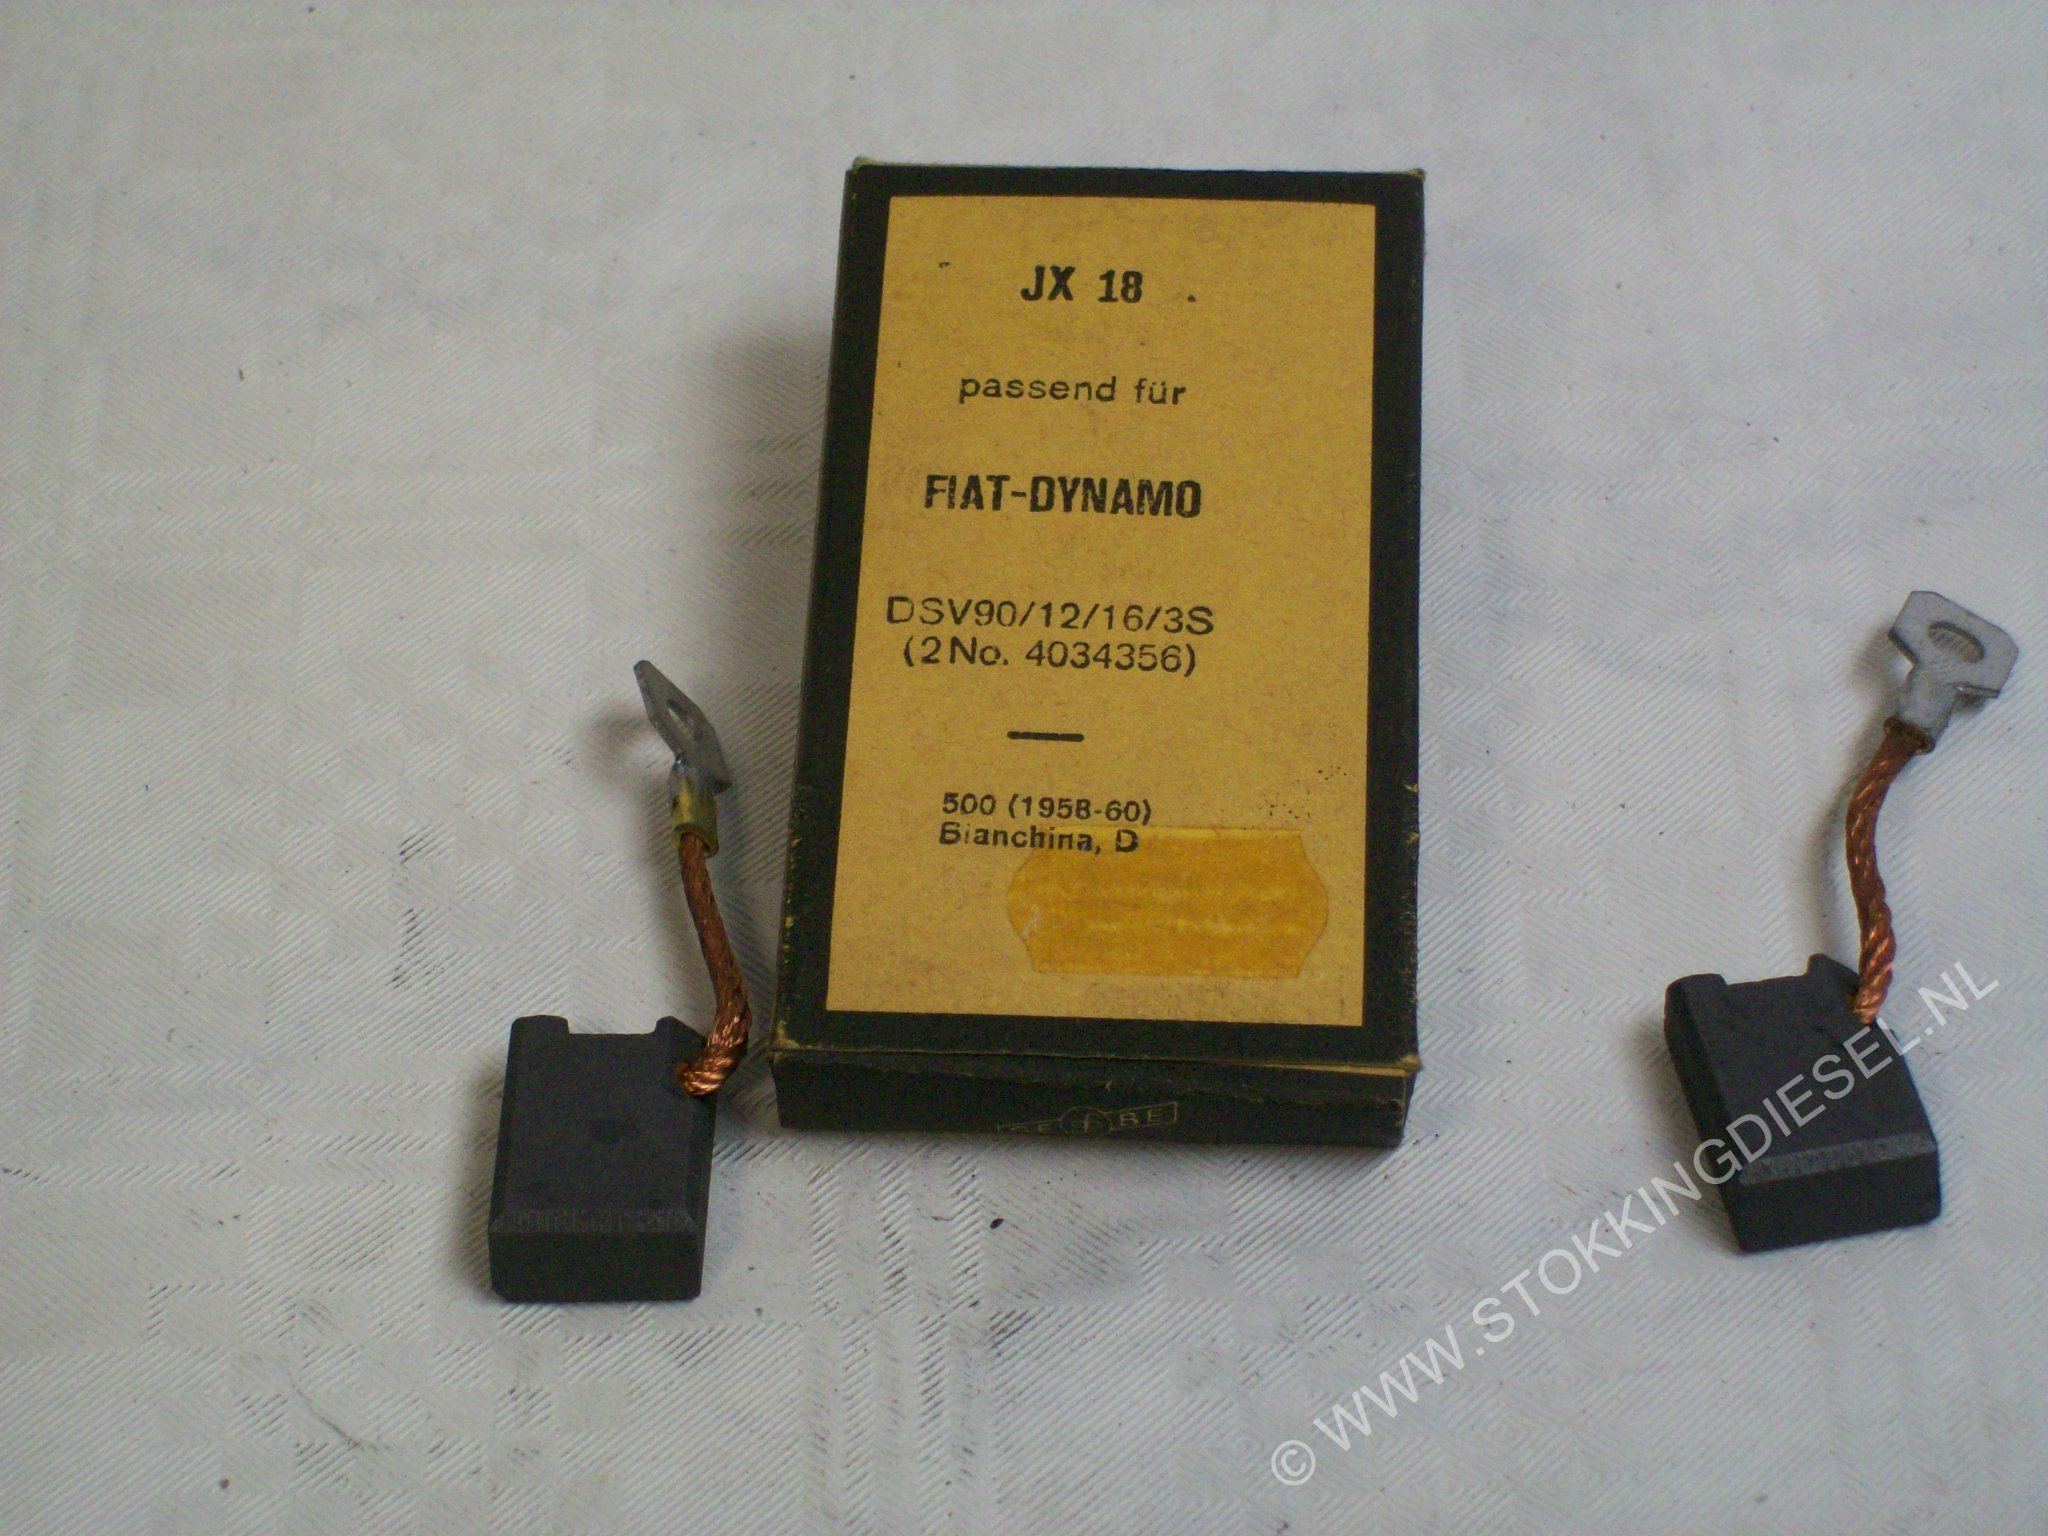 JX 18
passend für
FIAT-DYNAMO
DSV90/12/16/3S
(2 No. 4034356)
500 (1958-60)
Bianchina, D
© WWW.STOKKINGDIESEL.NL